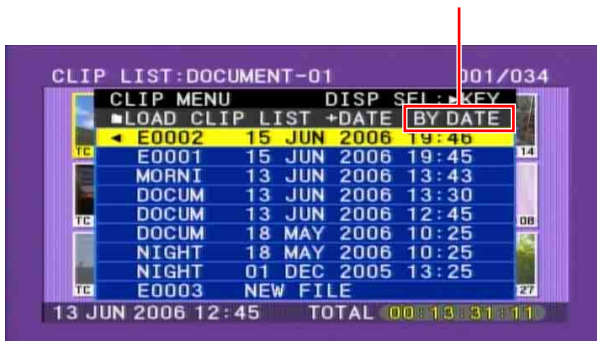 CLIP LIST:DOCUMENT-01 001/034
CLIP MENU DISP SEL:►KEY
LOAD CLIP LIST +DATE BY DATE
◄ E0002 15 JUN 2006 19:46
E0001 15 JUN 2006 19:45
MORNI 13 JUN 2006 13:43
DOCUM 13 JUN 2006 13:30
DOCUM 13 JUN 2006 12:45
DOCUM 18 MAY 2006 10:25
NIGHT 18 MAY 2006 10:25
NIGHT 01 DEC 2005 13:25
E0003 NEW FILE
TC 14
TC 08
TC 27
13 JUN 2006 12:45 TOTAL 00:13:31:11